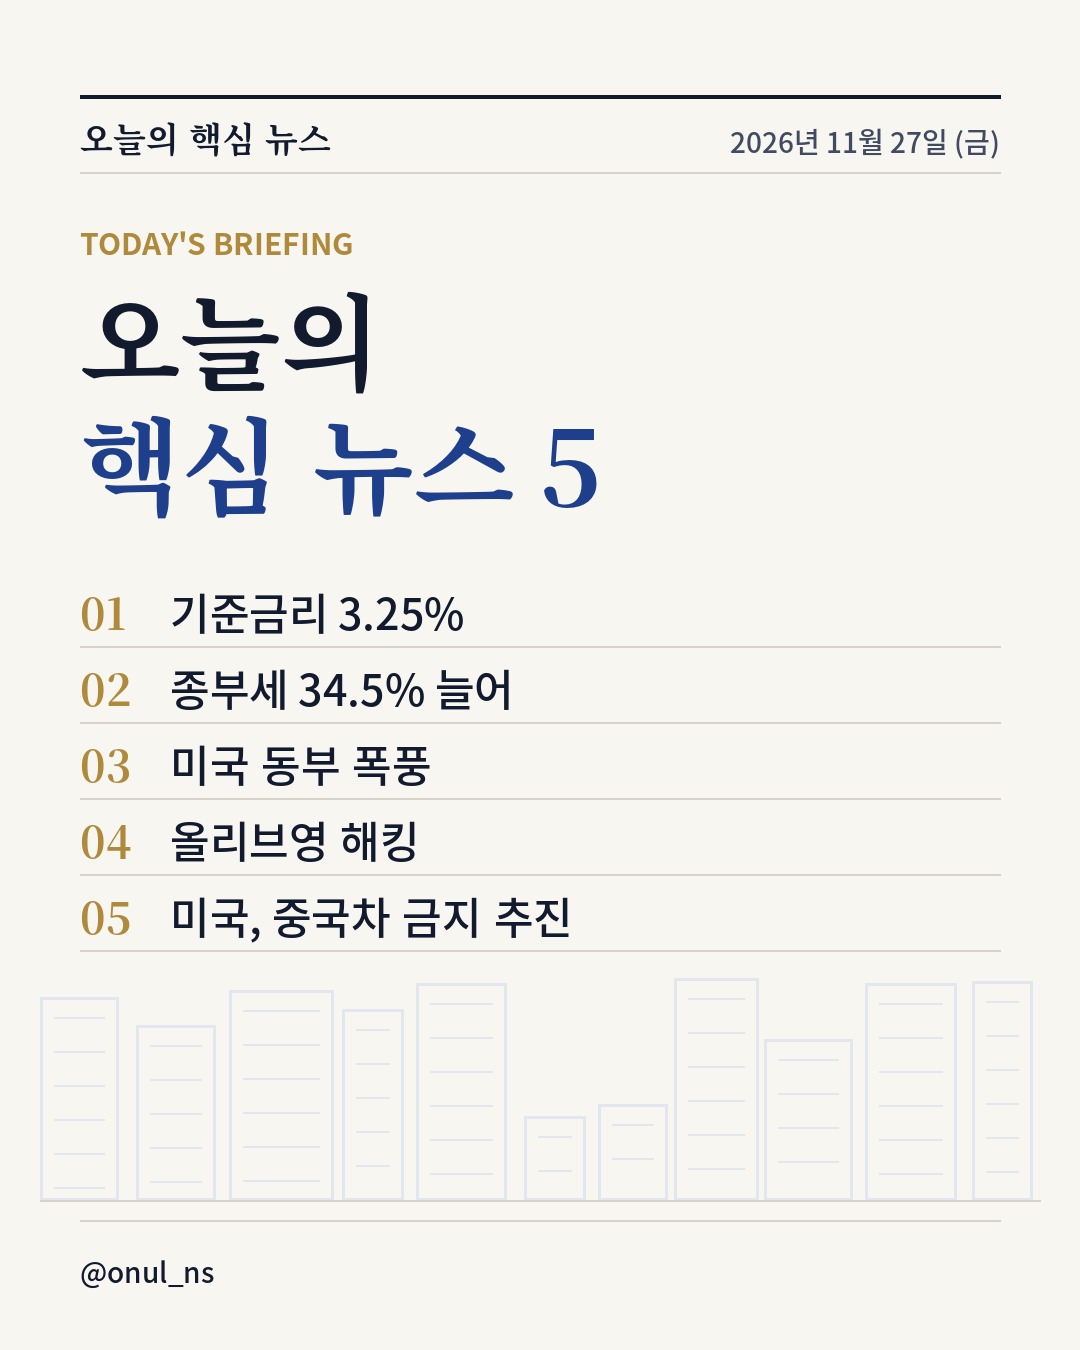 오늘의 핵심 뉴스
2026년 11월 27일 (금)
TODAY'S BRIEFING
오늘의
핵심 뉴스 5
01 기준금리 3.25%
02 종부세 34.5% 늘어
03 미국 동부 폭풍
04 올리브영 해킹
05 미국, 중국차 금지 추진
@onul_ns